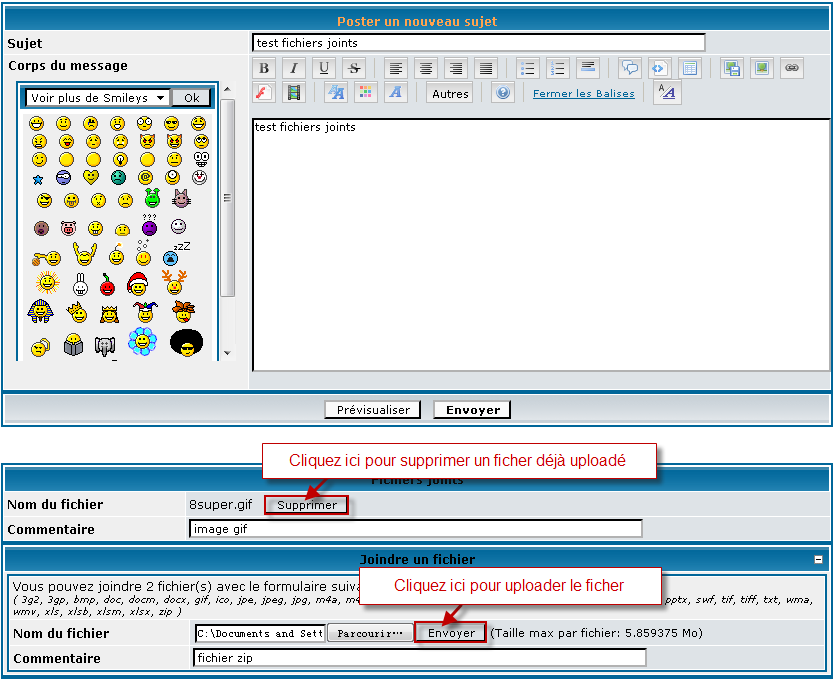 Poster un nouveau sujet
Sujet
test fichiers joints
Corps du message
B I U S
Voir plus de Smileys Ok
Autres
Fermer les Balises
A A
test fichiers joints
???
zZZ
Prévisualiser Envoyer
Cliquez ici pour supprimer un ficher déjà uploadé
Fichiers joints
Nom du fichier 8super.gif Supprimer
Commentaire image gif
Joindre un fichier
Vous pouvez joindre 2 fichier(s) avec le formulaire suiva
Cliquez ici pour uploader le ficher
( 3g2, 3gp, bmp, doc, docm, docx, gif, ico, jpe, jpeg, jpg, m4a, pptx, swf, tif, tiff, txt, wma,
wmv, xls, xlsb, xlsm, xlsx, zip )
Nom du fichier C:\Documents and Sett Parcourir... Envoyer (Taille max par fichier: 5.859375 Mo)
Commentaire fichier zip